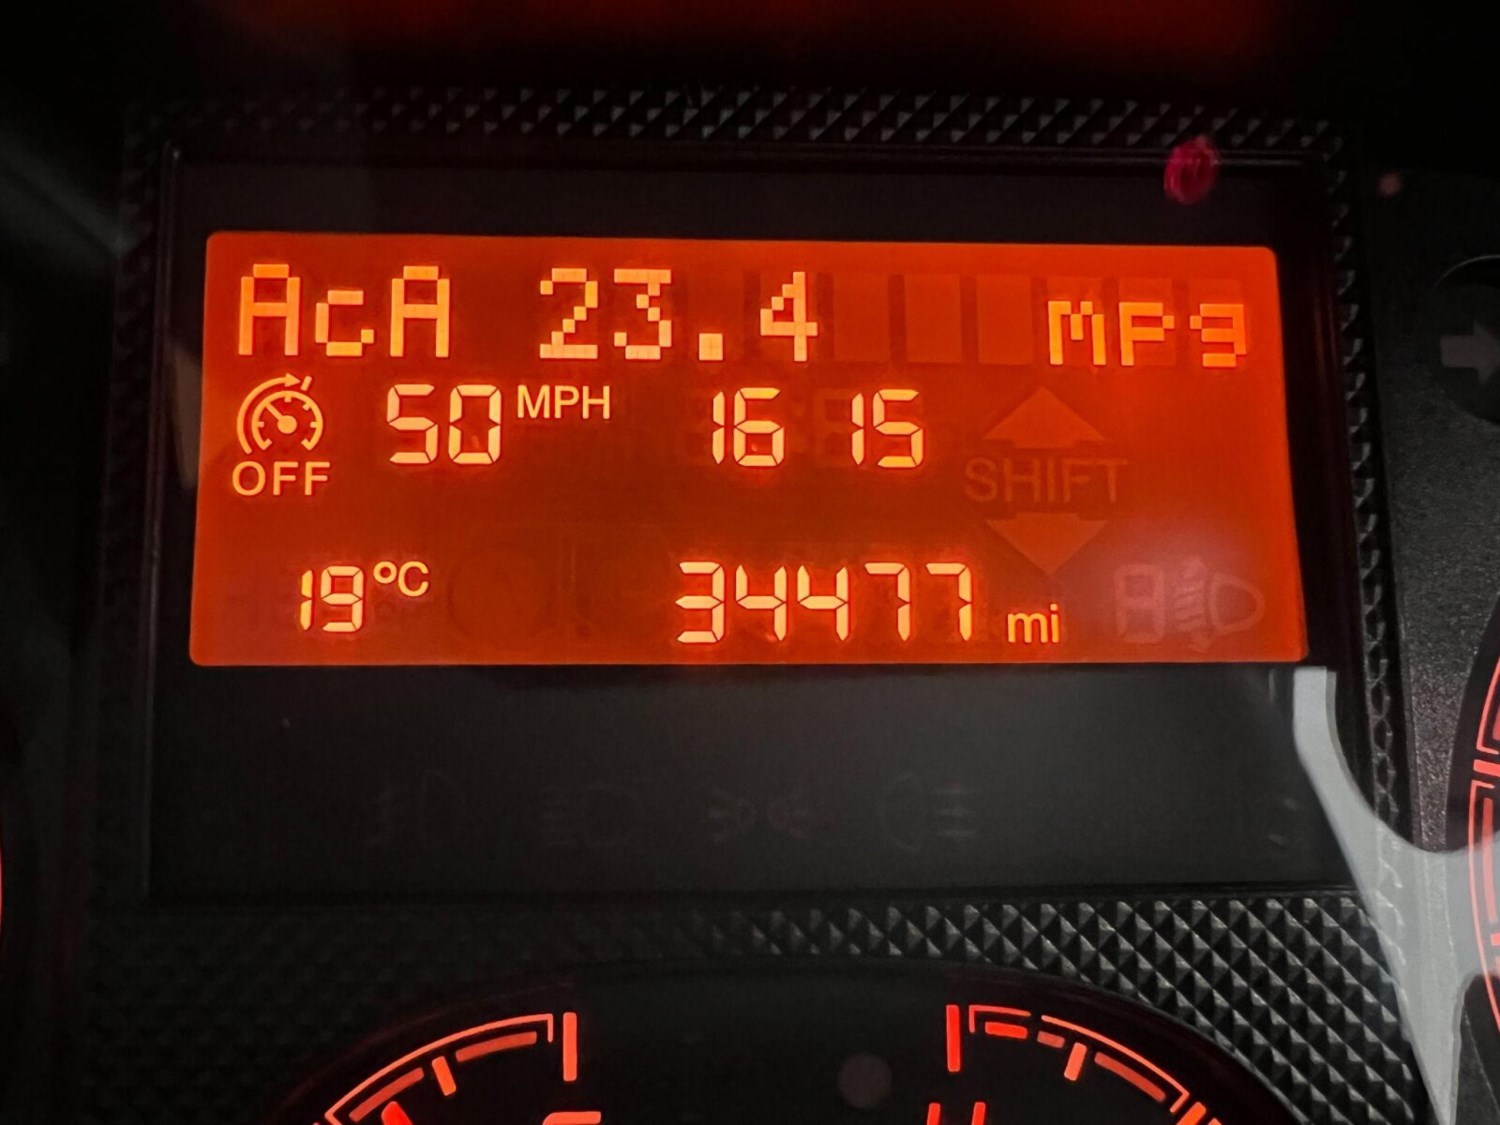 AcA 23.4 mpg
50 MPH 16 15
OFF
SHIFT
19°C 34477 mi